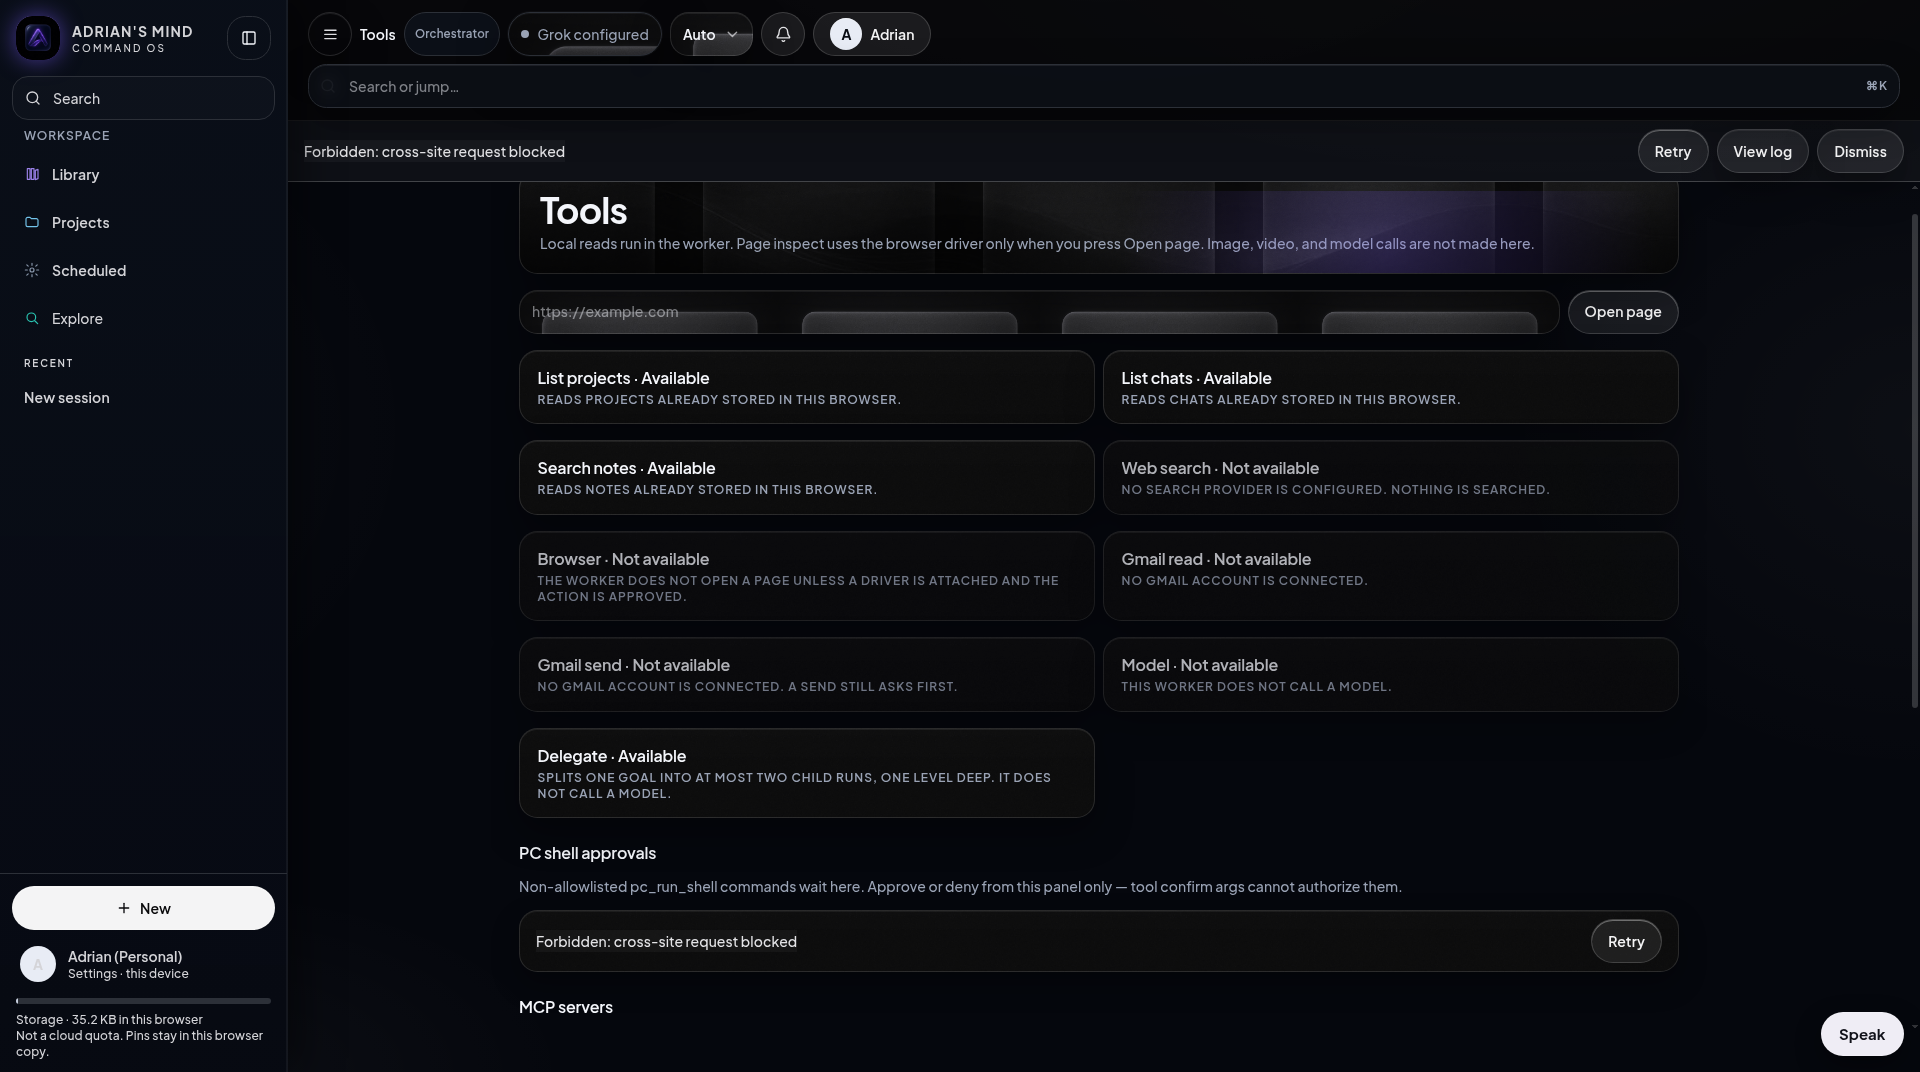 ADRIAN'S MIND
COMMAND OS
Search
WORKSPACE
Library
Projects
Scheduled
Explore
RECENT
New session
New
A
Adrian (Personal)
Settings · this device
Storage · 35.2 KB in this browser
Not a cloud quota. Pins stay in this browser
copy.
Tools
Orchestrator
Grok configured
Auto
A
Adrian
Search or jump…
⌘K
Forbidden: cross-site request blocked
Retry
View log
Dismiss
Tools
Local reads run in the worker. Page inspect uses the browser driver only when you press Open page. Image, video, and model calls are not made here.
https://example.com
Open page
List projects · Available
READS PROJECTS ALREADY STORED IN THIS BROWSER.
List chats · Available
READS CHATS ALREADY STORED IN THIS BROWSER.
Search notes · Available
READS NOTES ALREADY STORED IN THIS BROWSER.
Web search · Not available
NO SEARCH PROVIDER IS CONFIGURED. NOTHING IS SEARCHED.
Browser · Not available
THE WORKER DOES NOT OPEN A PAGE UNLESS A DRIVER IS ATTACHED AND THE
ACTION IS APPROVED.
Gmail read · Not available
NO GMAIL ACCOUNT IS CONNECTED.
Gmail send · Not available
NO GMAIL ACCOUNT IS CONNECTED. A SEND STILL ASKS FIRST.
Model · Not available
THIS WORKER DOES NOT CALL A MODEL.
Delegate · Available
SPLITS ONE GOAL INTO AT MOST TWO CHILD RUNS, ONE LEVEL DEEP. IT DOES
NOT CALL A MODEL.
PC shell approvals
Non-allowlisted pc_run_shell commands wait here. Approve or deny from this panel only — tool confirm args cannot authorize them.
Forbidden: cross-site request blocked
Retry
MCP servers
Speak